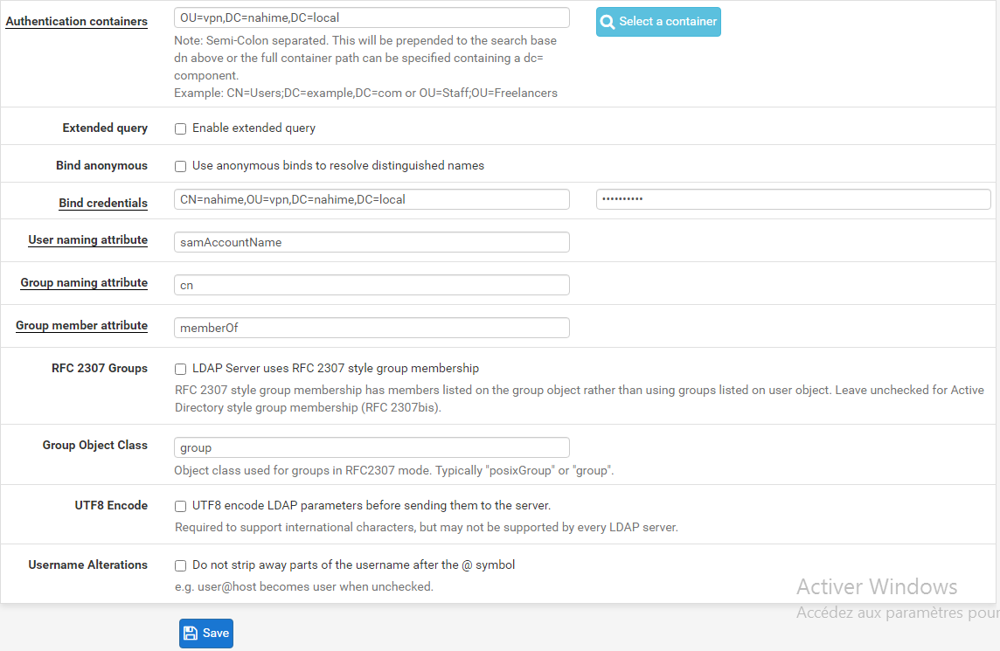 Authentication containers
OU=vpn,DC=nahime,DC=local
Select a container
Note: Semi-Colon separated. This will be prepended to the search base
dn above or the full container path can be specified containing a dc=
component.
Example: CN=Users;DC=example,DC=com or OU=Staff;OU=Freelancers
Extended query
Enable extended query
Bind anonymous
Use anonymous binds to resolve distinguished names
Bind credentials
CN=nahime,OU=vpn,DC=nahime,DC=local
••••••••••
User naming attribute
samAccountName
Group naming attribute
cn
Group member attribute
memberOf
RFC 2307 Groups
LDAP Server uses RFC 2307 style group membership
RFC 2307 style group membership has members listed on the group object rather than using groups listed on user object. Leave unchecked for Active
Directory style group membership (RFC 2307bis).
Group Object Class
group
Object class used for groups in RFC2307 mode. Typically "posixGroup" or "group".
UTF8 Encode
UTF8 encode LDAP parameters before sending them to the server.
Required to support international characters, but may not be supported by every LDAP server.
Username Alterations
Do not strip away parts of the username after the @ symbol
e.g. user@host becomes user when unchecked.
Activer Windows
Accédez aux paramètres pour
Save